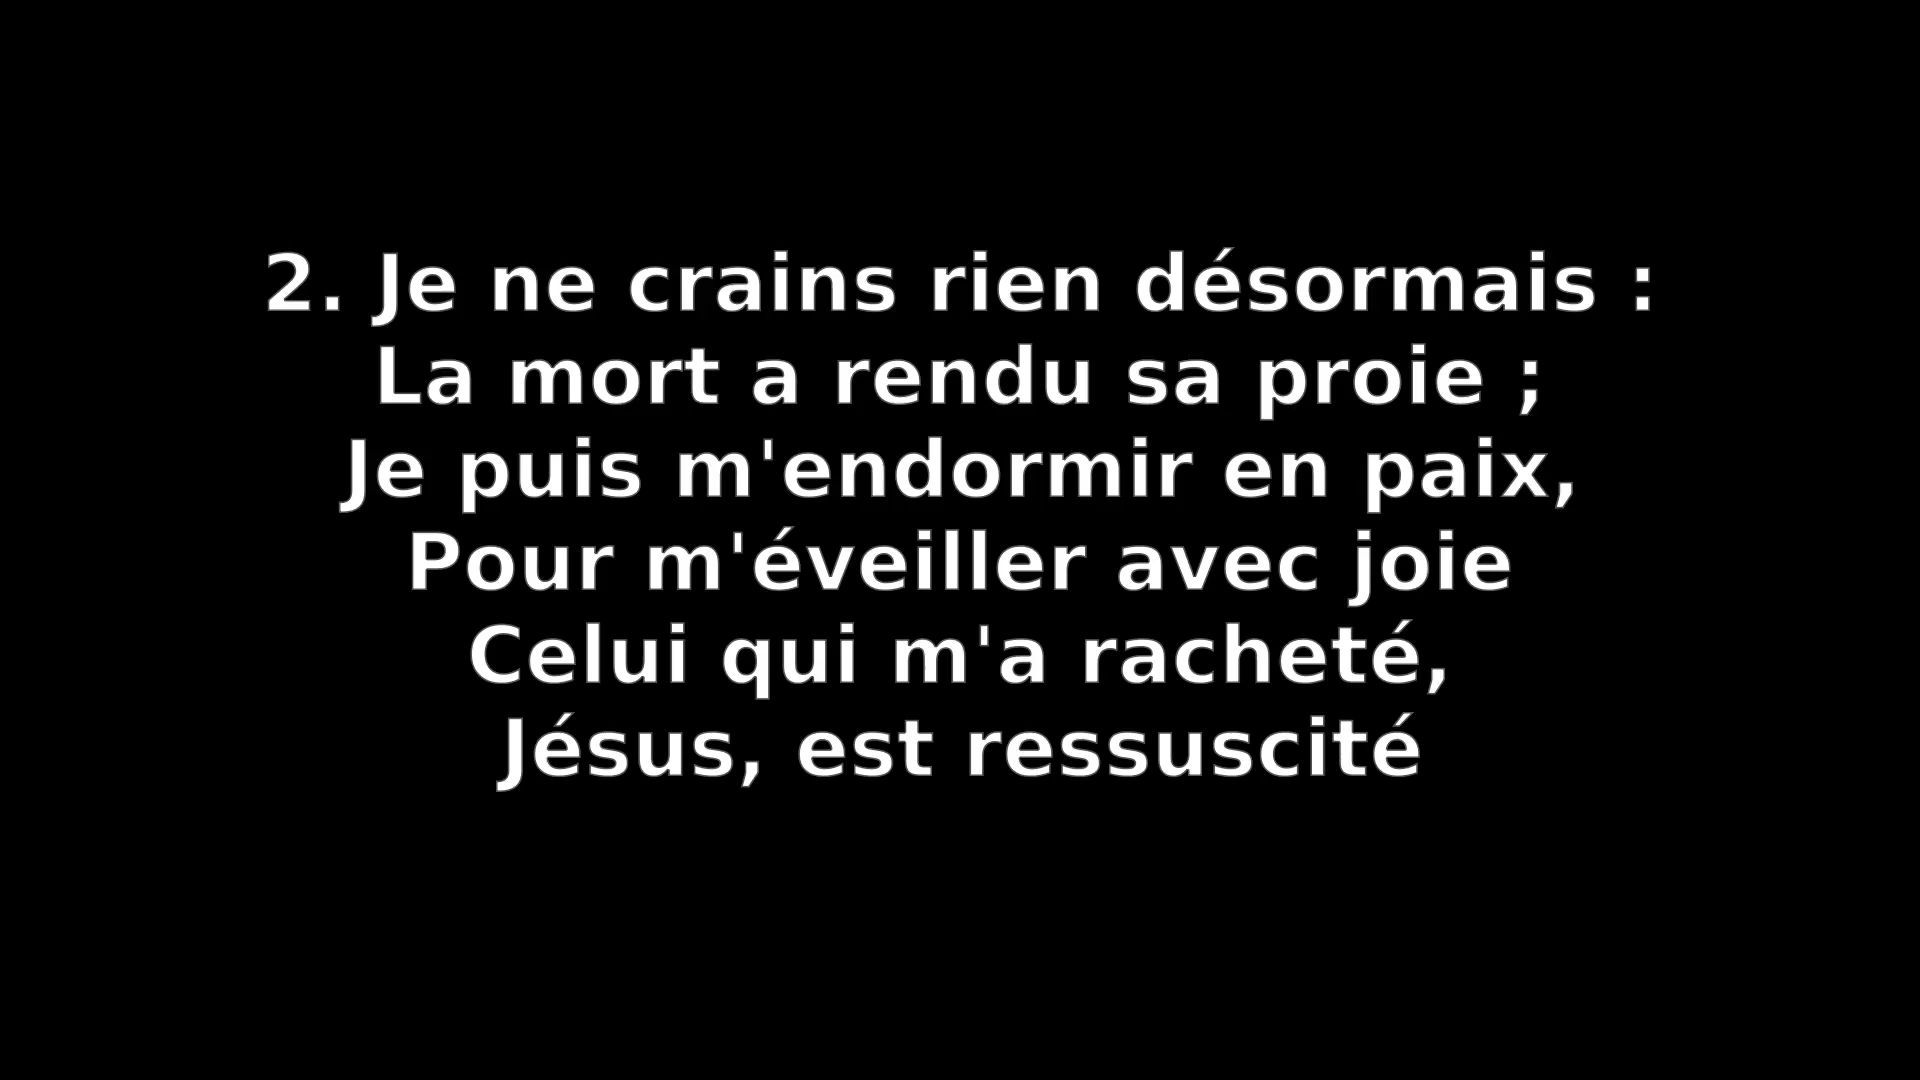 2. Je ne crains rien désormais :
La mort a rendu sa proie ;
Je puis m'endormir en paix,
Pour m'éveiller avec joie
Celui qui m'a racheté,
Jésus, est ressuscité